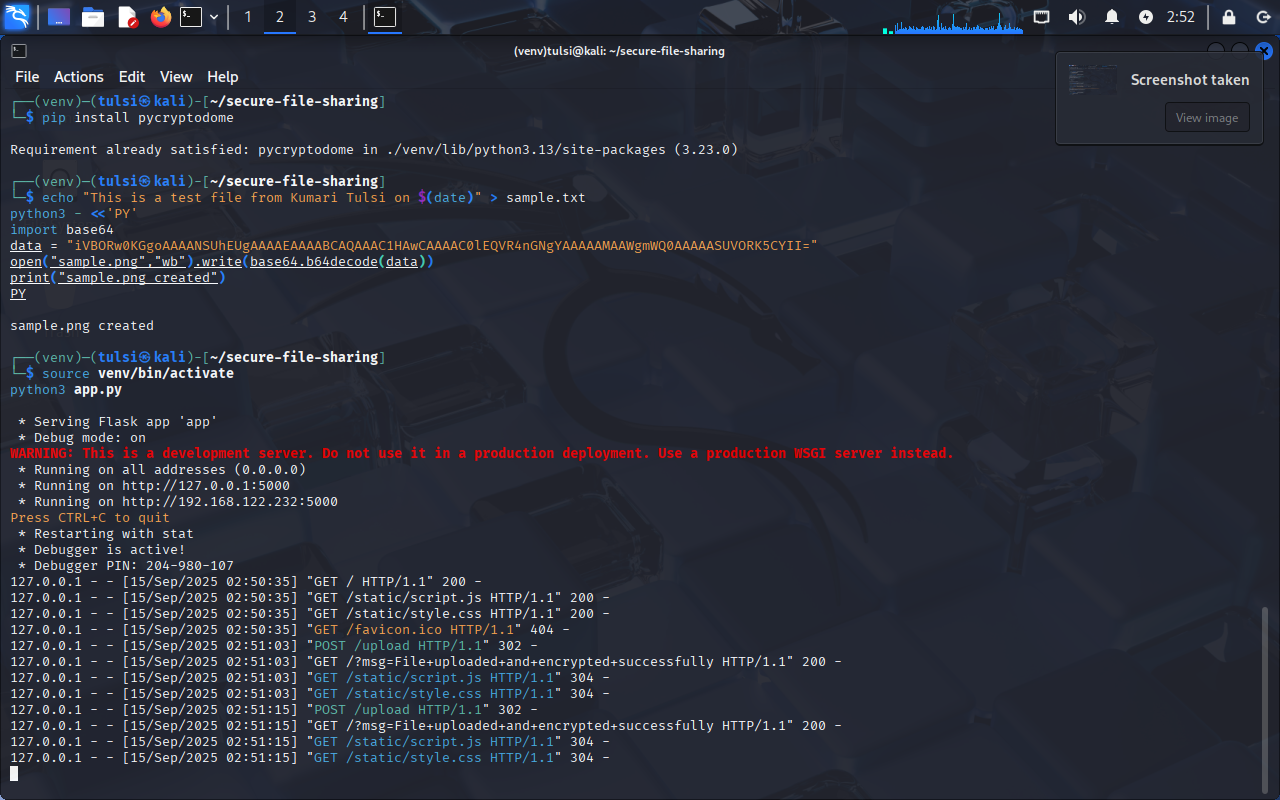 1 2 3 4 2:52
(venv)tulsi@kali: ~/secure-file-sharing
File Actions Edit View Help
Screenshot taken
View image
┌──(venv)─(tulsi㉿kali)-[~/secure-file-sharing]
└─$ pip install pycryptodome
Requirement already satisfied: pycryptodome in ./venv/lib/python3.13/site-packages (3.23.0)
┌──(venv)─(tulsi㉿kali)-[~/secure-file-sharing]
└─$ echo "This is a test file from Kumari Tulsi on $(date)" > sample.txt
python3 - <<'PY'
import base64
data = "iVBORw0KGgoAAAANSUhEUgAAAAEAAAABCAQAAAC1HAwCAAAAC0lEQVR4nGNgYAAAAAMAAWgmWQ0AAAAASUVORK5CYII="
open("sample.png","wb").write(base64.b64decode(data))
print("sample.png created")
PY
sample.png created
┌──(venv)─(tulsi㉿kali)-[~/secure-file-sharing]
└─$ source venv/bin/activate
python3 app.py
* Serving Flask app 'app'
* Debug mode: on
WARNING: This is a development server. Do not use it in a production deployment. Use a production WSGI server instead.
* Running on all addresses (0.0.0.0)
* Running on http://127.0.0.1:5000
* Running on http://192.168.122.232:5000
Press CTRL+C to quit
* Restarting with stat
* Debugger is active!
* Debugger PIN: 204-980-107
127.0.0.1 - - [15/Sep/2025 02:50:35] "GET / HTTP/1.1" 200 -
127.0.0.1 - - [15/Sep/2025 02:50:35] "GET /static/script.js HTTP/1.1" 200 -
127.0.0.1 - - [15/Sep/2025 02:50:35] "GET /static/style.css HTTP/1.1" 200 -
127.0.0.1 - - [15/Sep/2025 02:50:35] "GET /favicon.ico HTTP/1.1" 404 -
127.0.0.1 - - [15/Sep/2025 02:51:03] "POST /upload HTTP/1.1" 302 -
127.0.0.1 - - [15/Sep/2025 02:51:03] "GET /?msg=File+uploaded+and+encrypted+successfully HTTP/1.1" 200 -
127.0.0.1 - - [15/Sep/2025 02:51:03] "GET /static/script.js HTTP/1.1" 304 -
127.0.0.1 - - [15/Sep/2025 02:51:03] "GET /static/style.css HTTP/1.1" 304 -
127.0.0.1 - - [15/Sep/2025 02:51:15] "POST /upload HTTP/1.1" 302 -
127.0.0.1 - - [15/Sep/2025 02:51:15] "GET /?msg=File+uploaded+and+encrypted+successfully HTTP/1.1" 200 -
127.0.0.1 - - [15/Sep/2025 02:51:15] "GET /static/script.js HTTP/1.1" 304 -
127.0.0.1 - - [15/Sep/2025 02:51:15] "GET /static/style.css HTTP/1.1" 304 -